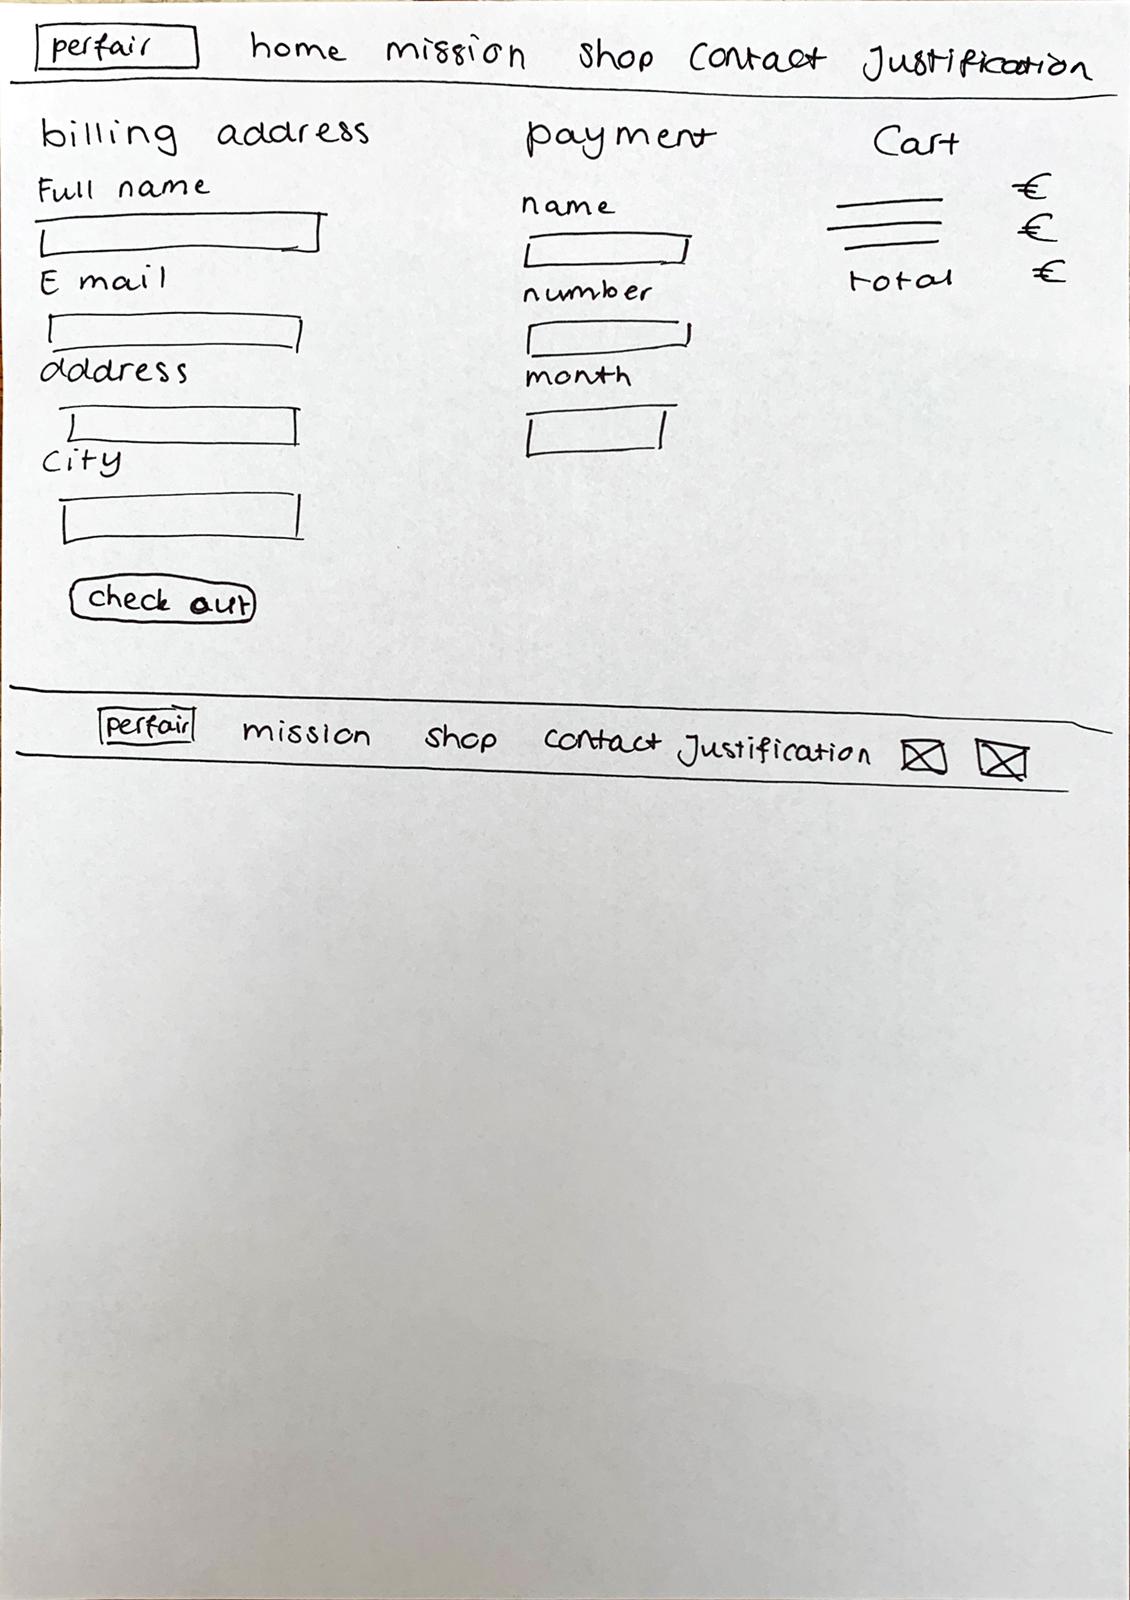 perfair home mission shop contact Justification
billing address
Full name
E mail
address
city
check out
payment
name
number
month
Cart
€
€
total €
perfair mission shop contact Justification